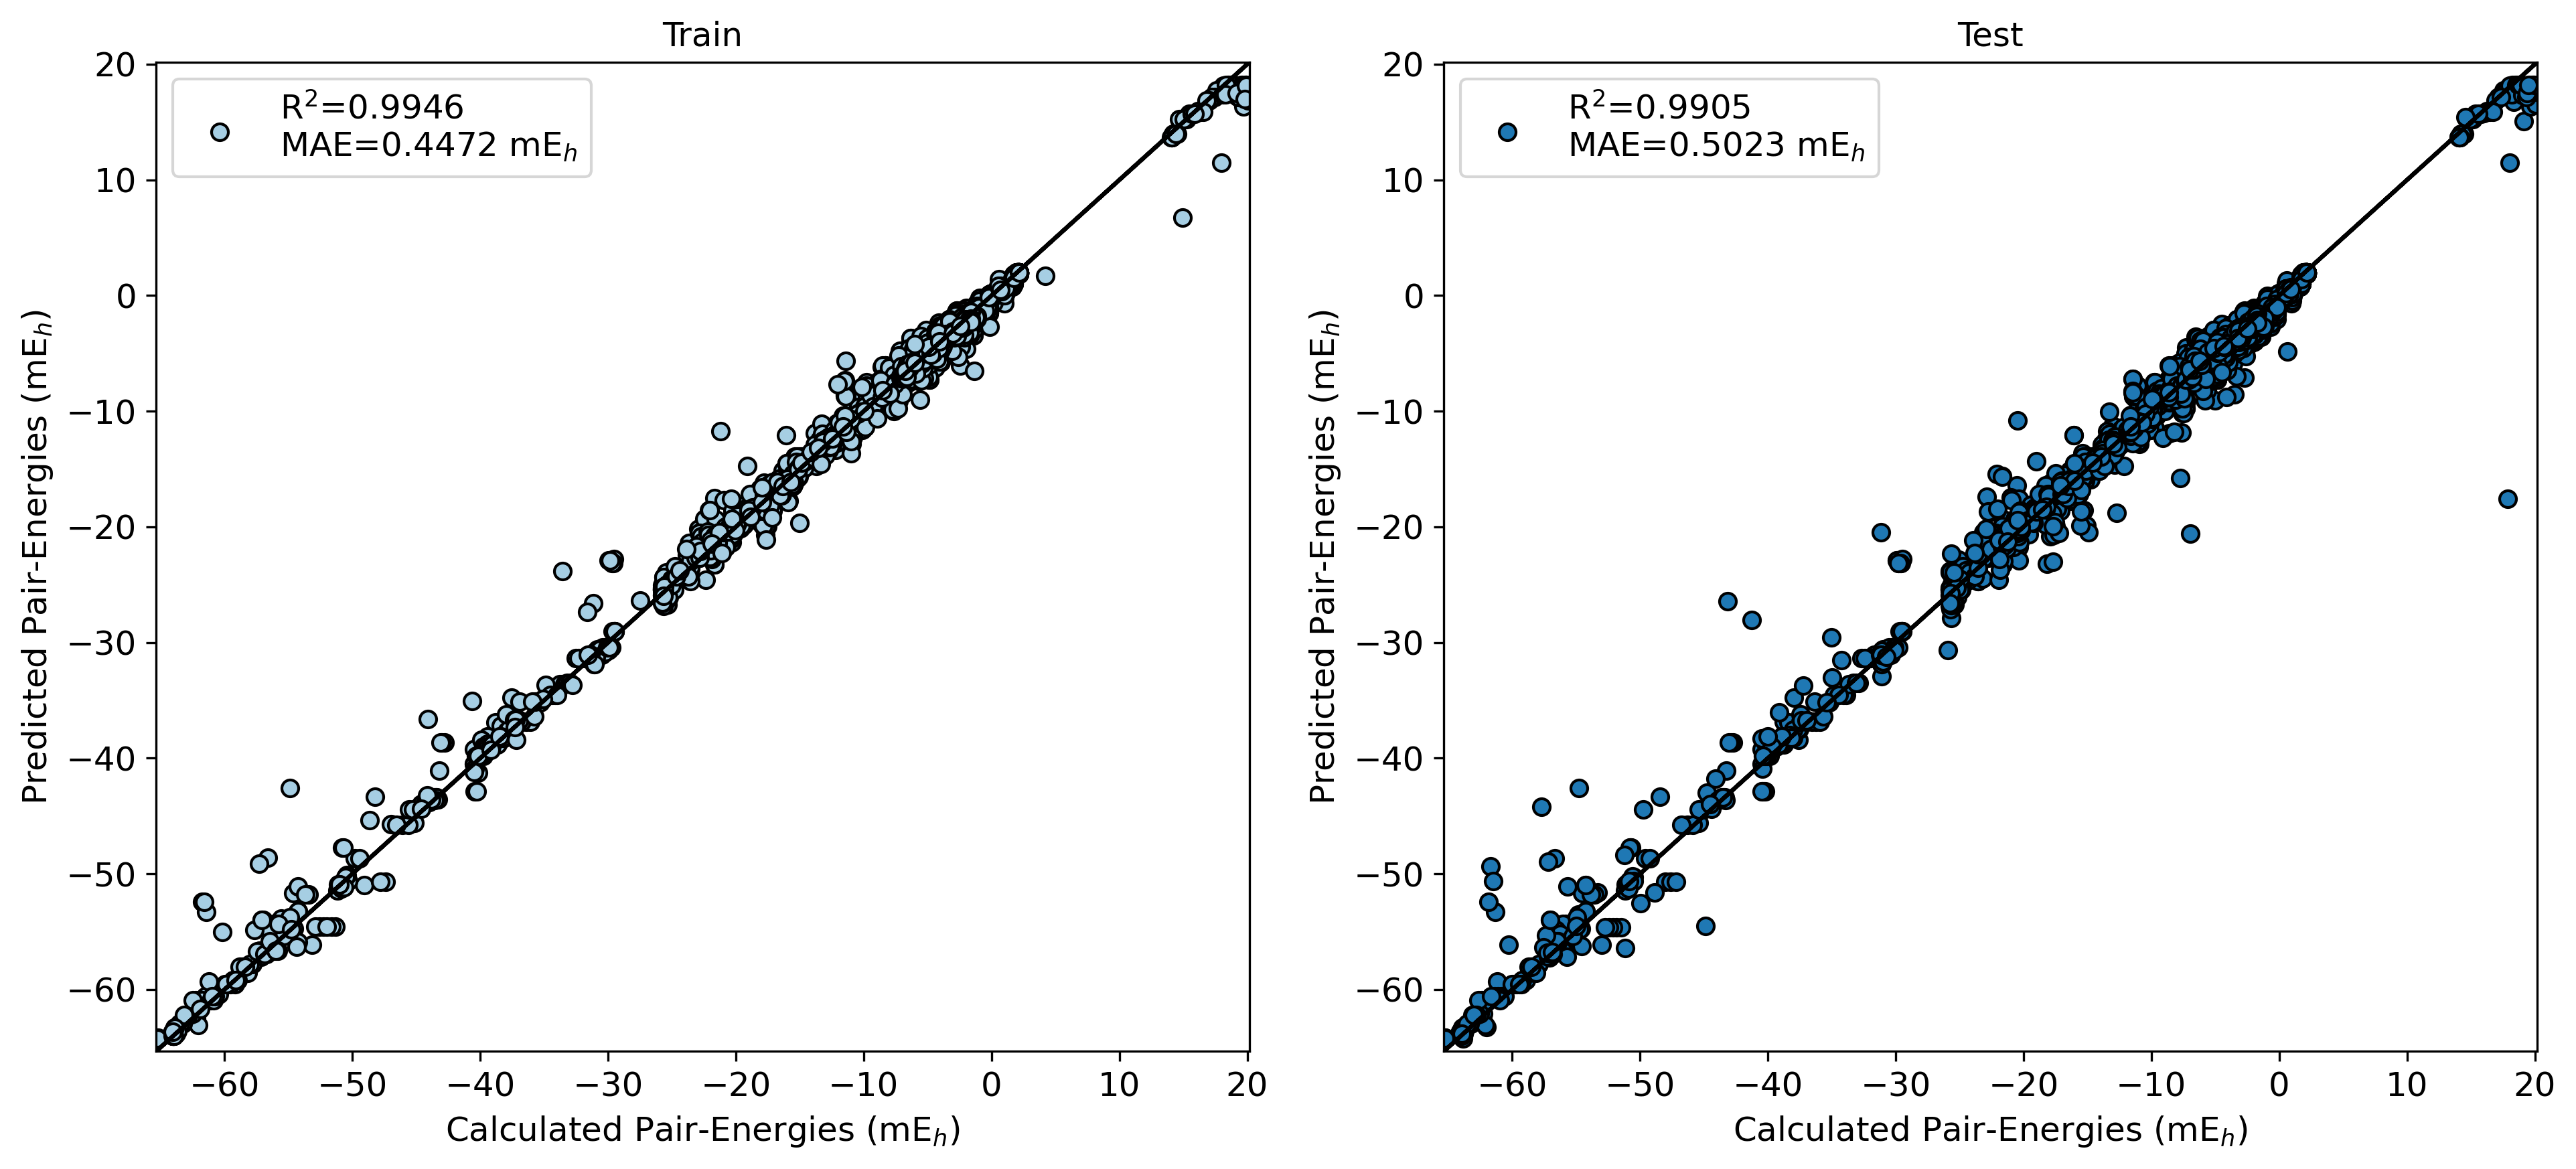 Train
R²=0.9946
MAE=0.4472 mEₕ
20
10
0
−10
−20
−30
−40
−50
−60
Predicted Pair-Energies (mEₕ)
−60 −50 −40 −30 −20 −10 0 10 20
Calculated Pair-Energies (mEₕ)
Test
R²=0.9905
MAE=0.5023 mEₕ
20
10
0
−10
−20
−30
−40
−50
−60
Predicted Pair-Energies (mEₕ)
−60 −50 −40 −30 −20 −10 0 10 20
Calculated Pair-Energies (mEₕ)